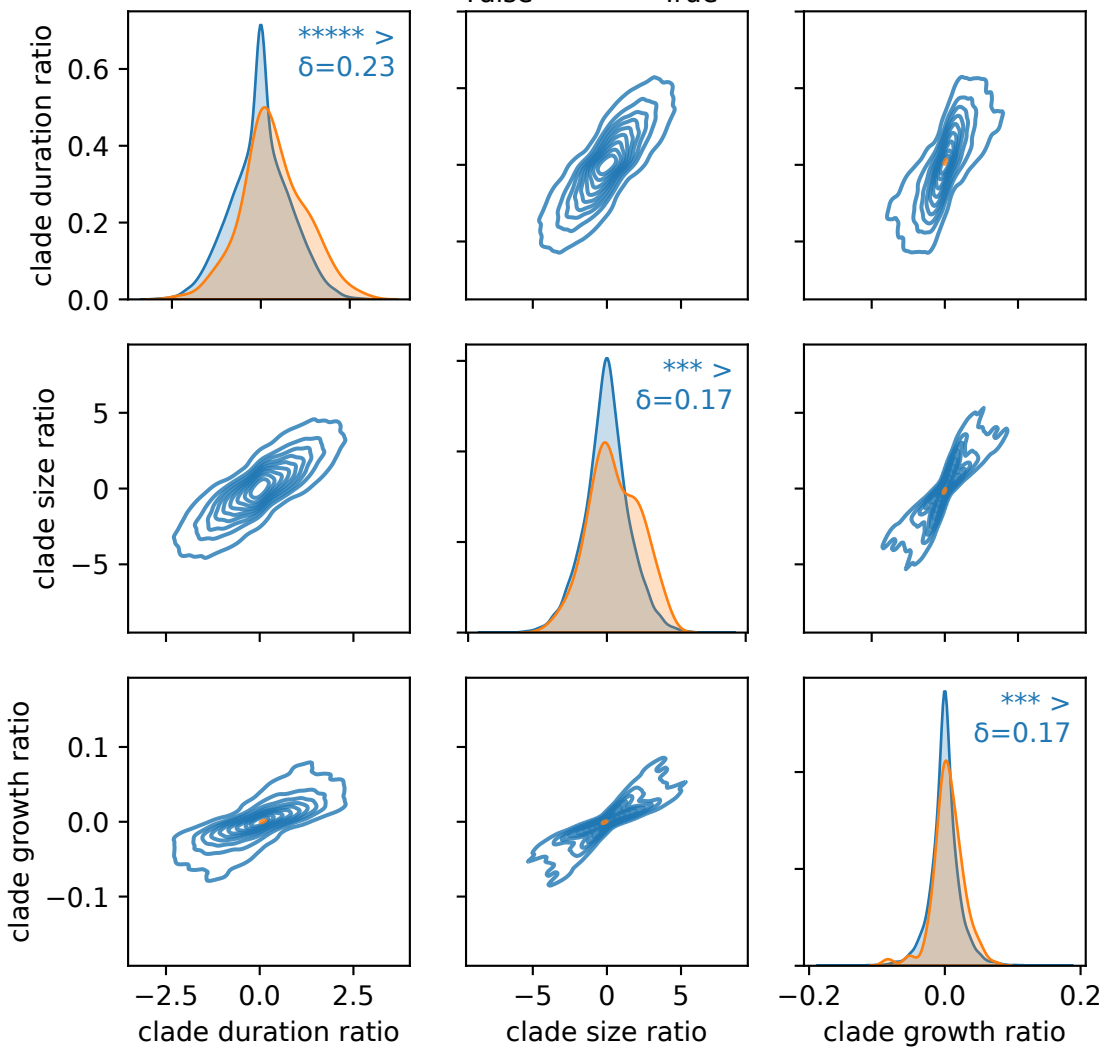 True
clade duration ratio
0.6
0.4
0.2
0.0
***** >
δ=0.23
clade size ratio
5
0
−5
*** >
δ=0.17
clade growth ratio
0.1
0.0
−0.1
*** >
δ=0.17
−2.5 0.0 2.5
−5 0 5
−0.2 0.0 0.2
clade duration ratio
clade size ratio
clade growth ratio